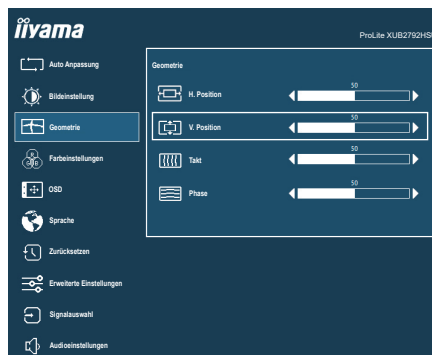 iiyama
ProLite XUB2792HSU
Auto Anpassung
Geometrie
Bildeinstellung
H. Position
50
Geometrie
V. Position
50
Farbeinstellungen
R
G B
Takt
50
OSD
Phase
50
Sprache
Zurücksetzen
Erweiterte Einstellungen
Signalauswahl
Audioeinstellungen